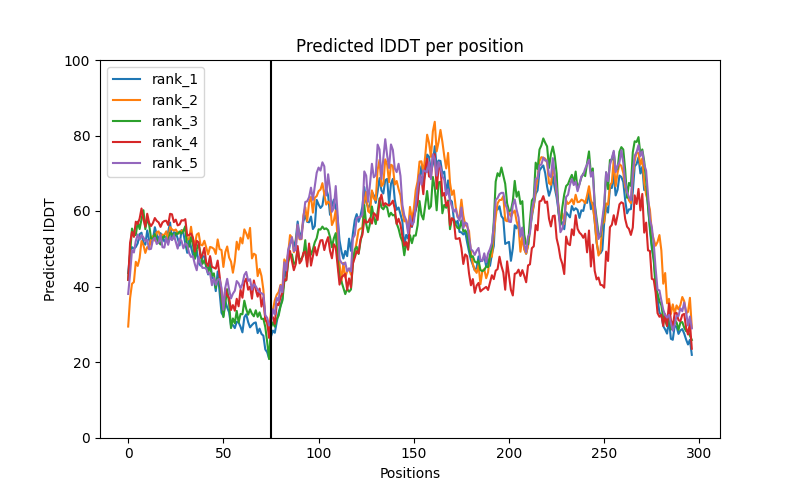 Predicted lDDT per position
Predicted lDDT
100
80
60
40
20
0
rank_1
rank_2
rank_3
rank_4
rank_5
0
50
100
150
200
250
300
Positions